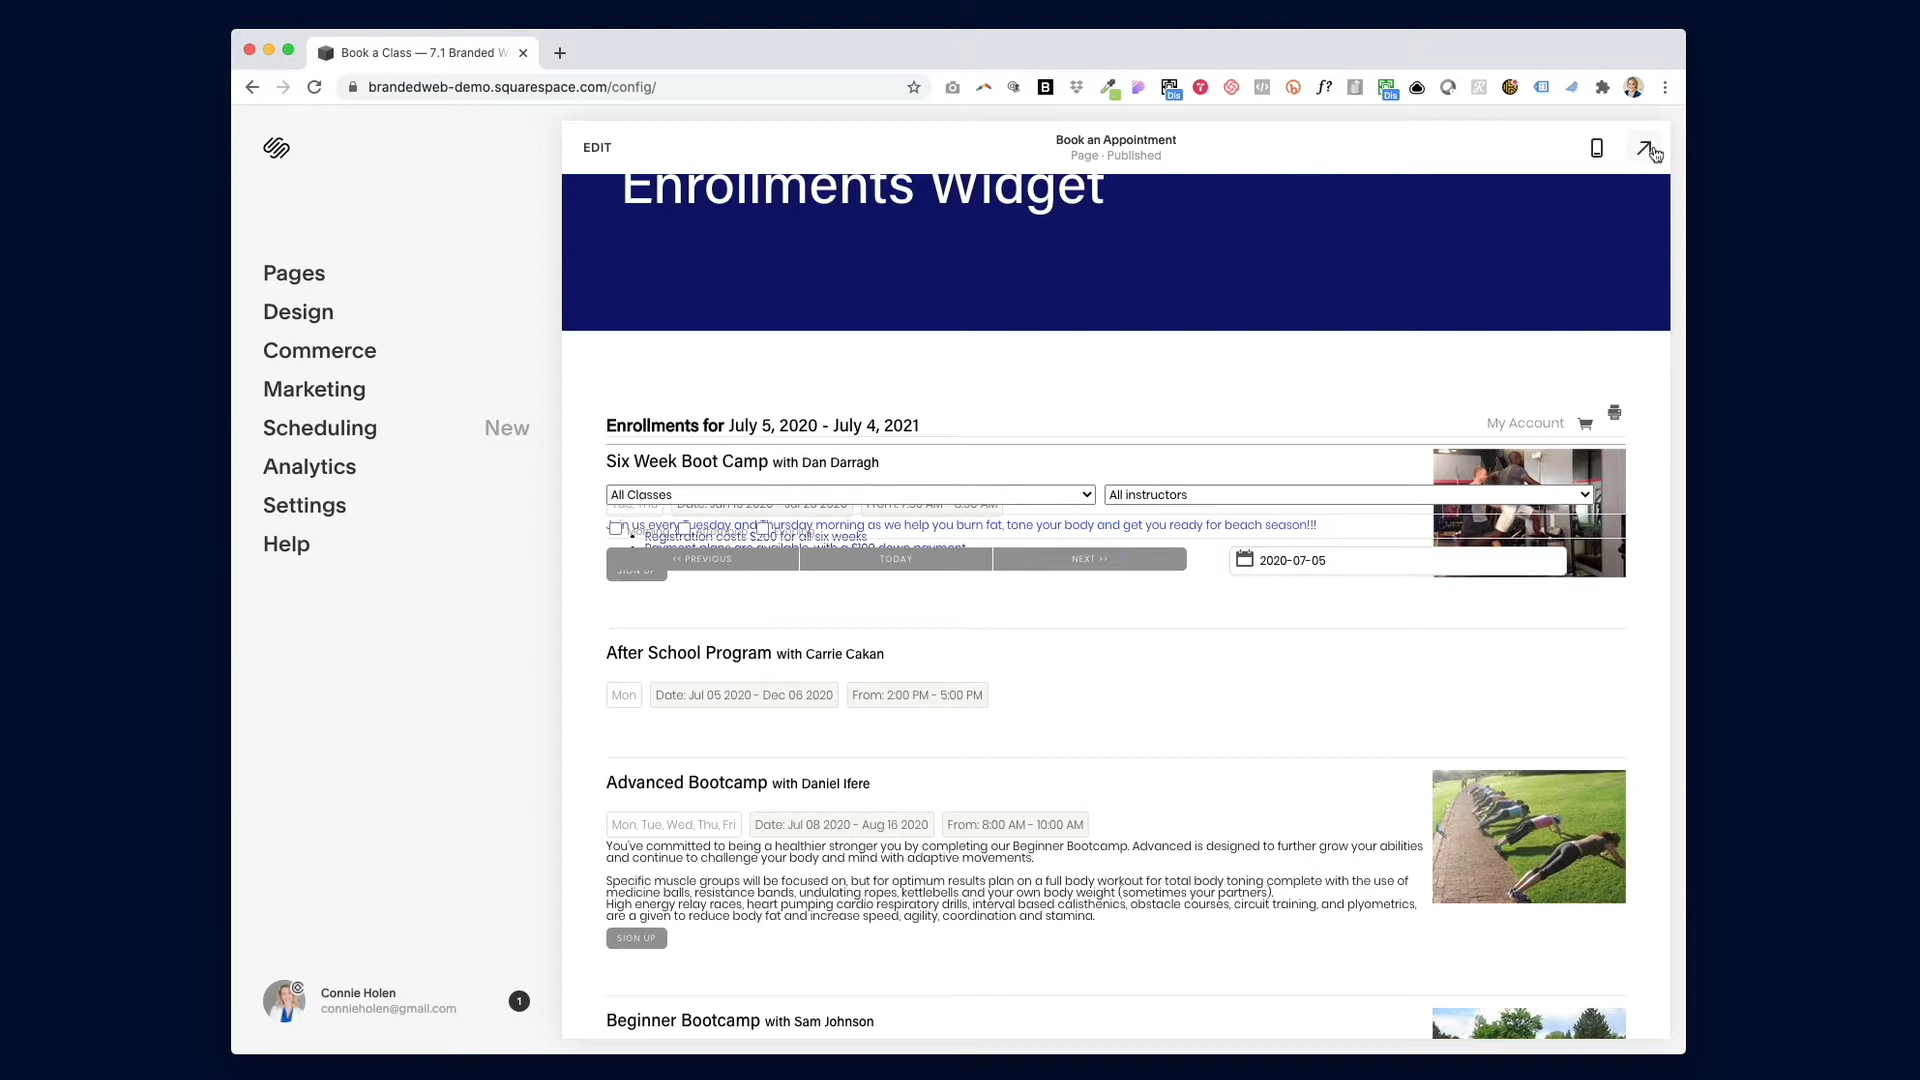 Book a Class — 7.1 Branded W
brandedweb-demo.squarespace.com/config/
EDIT
Book an Appointment
Page · Published
Pages
Design
Commerce
Marketing
Scheduling New
Analytics
Settings
Help
Connie Holen
connieholen@gmail.com
1
Enrollments Widget
Enrollments for July 5, 2020 - July 4, 2021
My Account
Six Week Boot Camp with Dan Darragh
All Classes
All instructors
Join us every Tuesday and Thursday morning as we help you burn fat, tone your body and get you ready for beach season!!!
Registration costs $200 for all six weeks
Payment plans are available, with a $100 down payment
<< PREVIOUS
TODAY
NEXT >>
2020-07-05
SIGN UP
After School Program with Carrie Cakan
Mon
Date: Jul 05 2020 - Dec 06 2020
From: 2:00 PM - 5:00 PM
Advanced Bootcamp with Daniel Ifere
Mon, Tue, Wed, Thu, Fri
Date: Jul 08 2020 - Aug 16 2020
From: 8:00 AM - 10:00 AM
You've committed to being a healthier stronger you by completing our Beginner Bootcamp. Advanced is designed to further grow your abilities
and continue to challenge your body and mind with adaptive movements.
Specific muscle groups will be focused on, but for optimum results plan on a full body workout for total body toning complete with the use of
medicine balls, resistance bands, undulating ropes, kettlebells and your own body weight (sometimes your partners).
High energy relay races, heart pumping cardio respiratory drills, interval based calisthenics, obstacle courses, circuit training, and plyometrics,
are a given to reduce body fat and increase speed, agility, coordination and stamina.
SIGN UP
Beginner Bootcamp with Sam Johnson